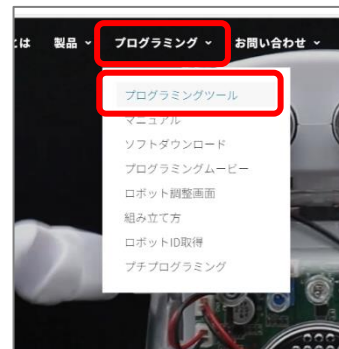 とは 製品 プログラミング お問い合わせ
プログラミングツール
マニュアル
ソフトダウンロード
プログラミングムービー
ロボット調整画面
組み立て方
ロボットID取得
プチプログラミング